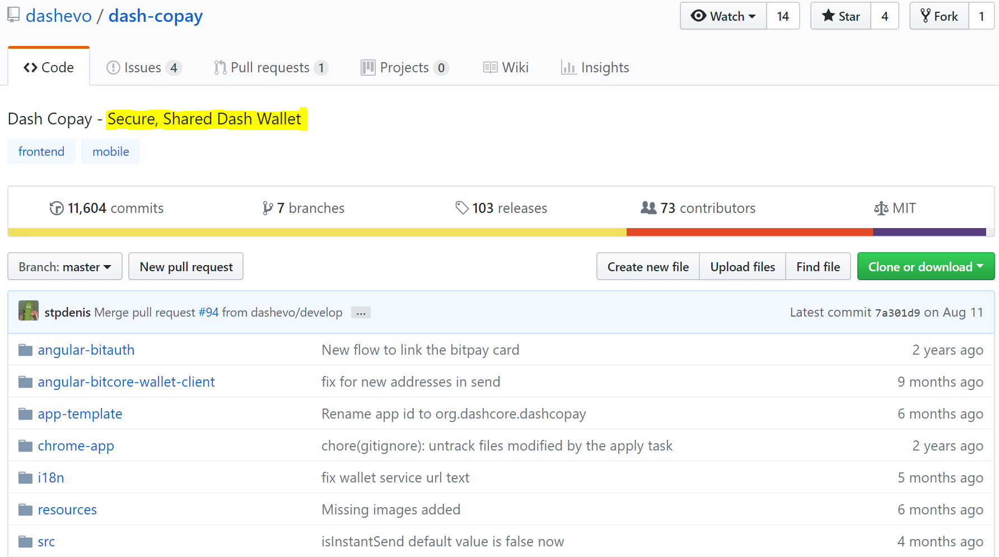 dashevo / dash-copay Watch 14 Star 4 Fork 1
Code Issues 4 Pull requests 1 Projects 0 Wiki Insights
Dash Copay - Secure, Shared Dash Wallet
frontend mobile
11,604 commits 7 branches 103 releases 73 contributors MIT
Branch: master New pull request Create new file Upload files Find file Clone or download
stpdenis Merge pull request #94 from dashevo/develop ... Latest commit 7a301d9 on Aug 11
angular-bitauth New flow to link the bitpay card 2 years ago
angular-bitcore-wallet-client fix for new addresses in send 9 months ago
app-template Rename app id to org.dashcore.dashcopay 6 months ago
chrome-app chore(gitignore): untrack files modified by the apply task 2 years ago
i18n fix wallet service url text 5 months ago
resources Missing images added 6 months ago
src isInstantSend default value is false now 4 months ago